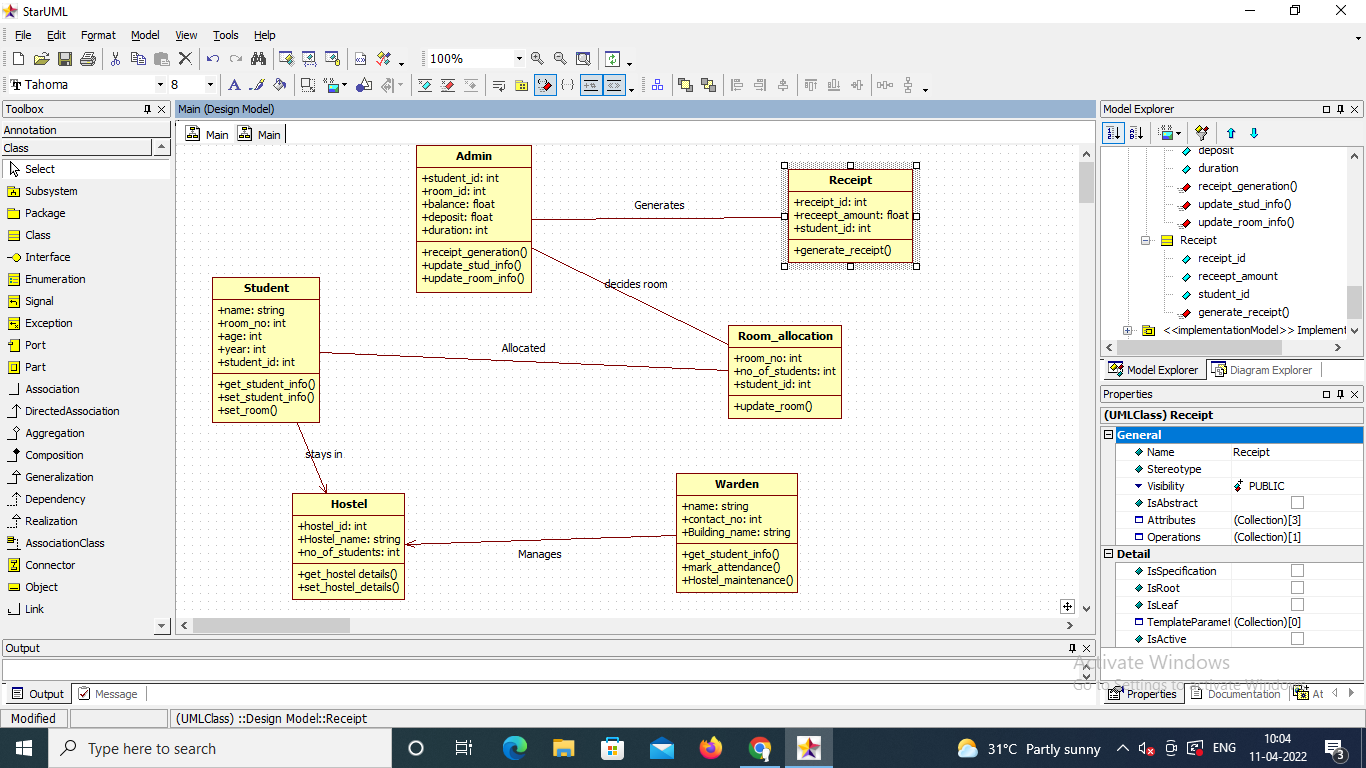 StarUML
File Edit Format Model View Tools Help
100%
Tahoma 8
Toolbox
Annotation
Class
Select
Subsystem
Package
Class
Interface
Enumeration
Signal
Exception
Port
Part
Association
DirectedAssociation
Aggregation
Composition
Generalization
Dependency
Realization
AssociationClass
Connector
Object
Link
Main (Design Model)
Main Main
Admin
+student_id: int
+room_id: int
+balance: float
+deposit: float
+duration: int
+receipt_generation()
+update_stud_info()
+update_room_info()
Generates
Receipt
+receipt_id: int
+receept_amount: float
+student_id: int
+generate_receipt()
decides room
Student
+name: string
+room_no: int
+age: int
+year: int
+student_id: int
+get_student_info()
+set_student_info()
+set_room()
Allocated
Room_allocation
+room_no: int
+no_of_students: int
+student_id: int
+update_room()
stays in
Hostel
+hostel_id: int
+Hostel_name: string
+no_of_students: int
+get_hostel details()
+set_hostel_details()
Manages
Warden
+name: string
+contact_no: int
+Building_name: string
+get_student_info()
+mark_attendance()
+Hostel_maintenance()
Model Explorer
deposit
duration
receipt_generation()
update_stud_info()
update_room_info()
Receipt
receipt_id
receept_amount
student_id
generate_receipt()
<<implementationModel>> Implement
Model Explorer Diagram Explorer
Properties
(UMLClass) Receipt
General
Name Receipt
Stereotype
Visibility PUBLIC
IsAbstract
Attributes (Collection)[3]
Operations (Collection)[1]
Detail
IsSpecification
IsRoot
IsLeaf
TemplateParamet (Collection)[0]
IsActive
Activate Windows
Go to Settings to activate Windows.
Properties Documentation At
Output
Output Message
Modified (UMLClass) ::Design Model::Receipt
Type here to search
31°C Partly sunny ENG
10:04
11-04-2022
3